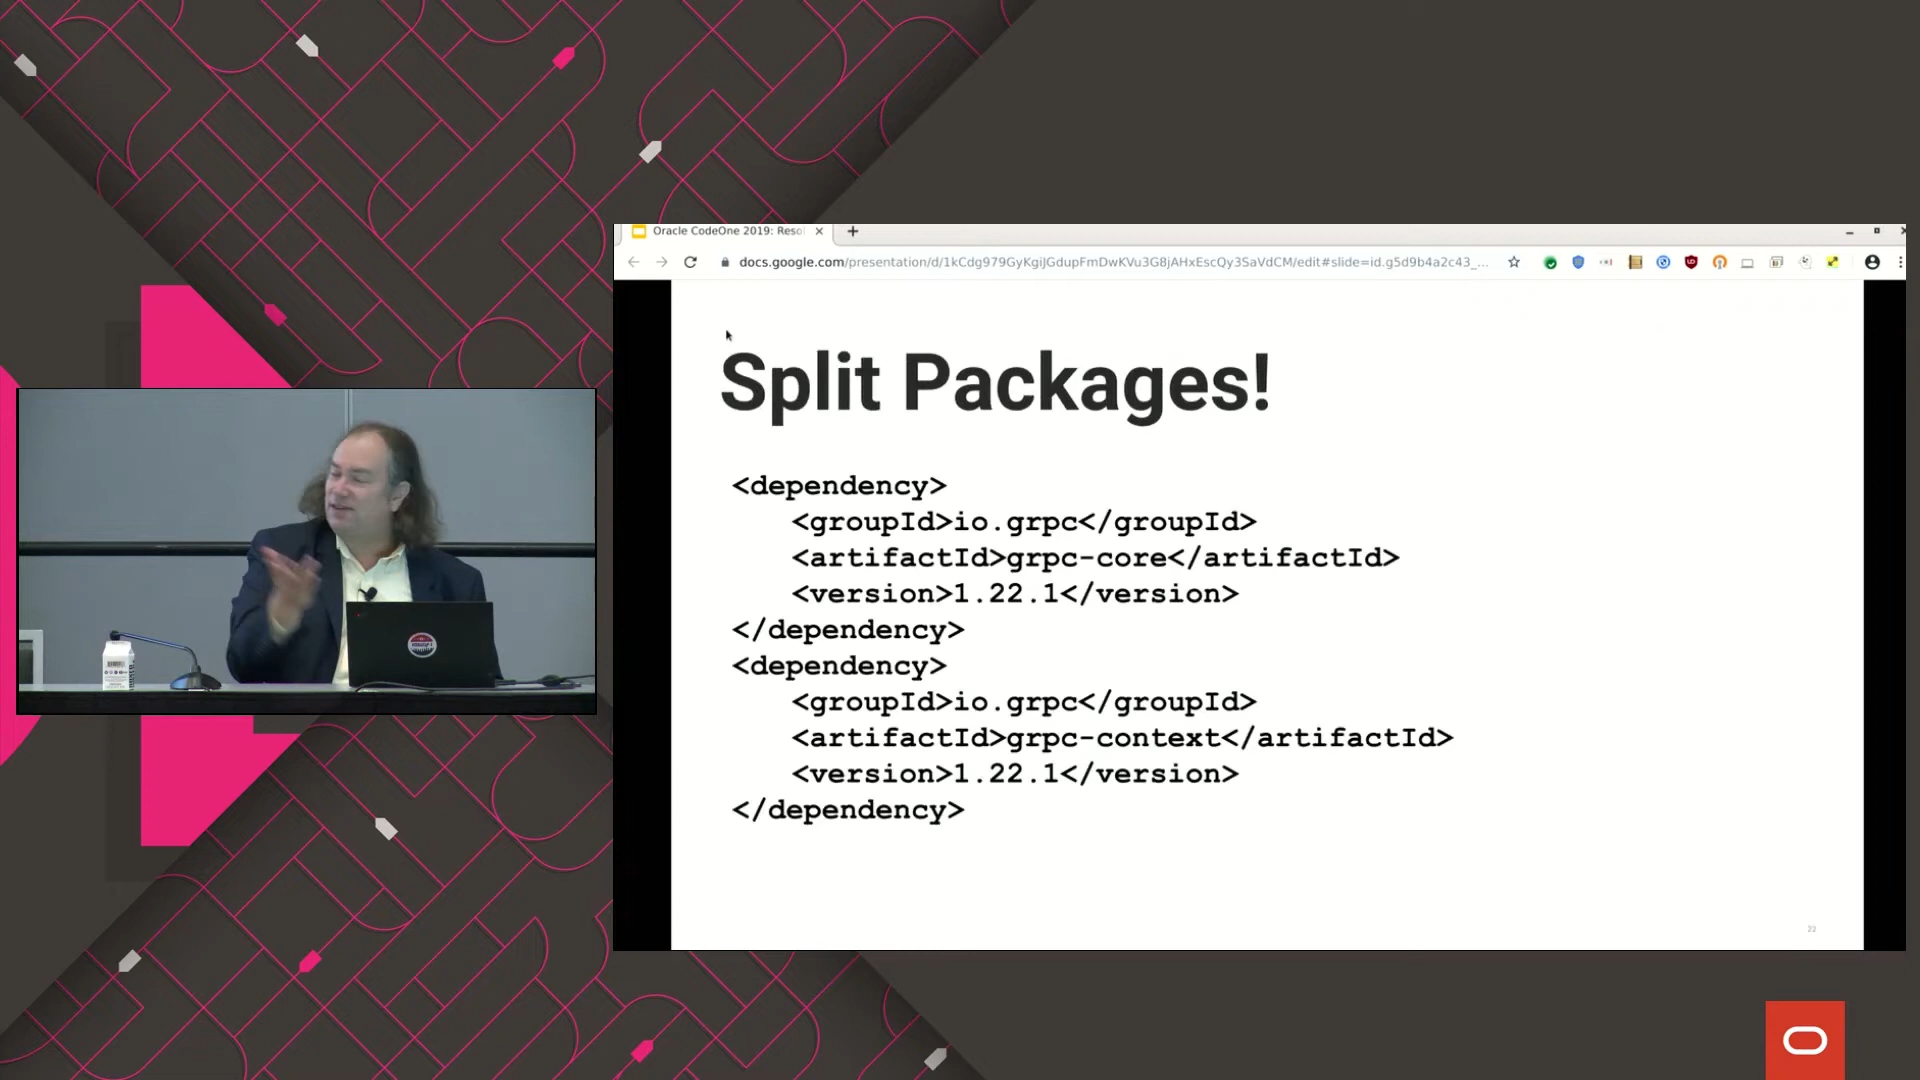 Oracle CodeOne 2019: Reso
docs.google.com/presentation/d/1kCdg979GyKgiJGdupFmDwKVu3G8jAHxEscQy3SaVdCM/edit#slide=id.g5d9b4a2c43_...
Split Packages!
<dependency>
<groupId>io.grpc</groupId>
<artifactId>grpc-core</artifactId>
<version>1.22.1</version>
</dependency>
<dependency>
<groupId>io.grpc</groupId>
<artifactId>grpc-context</artifactId>
<version>1.22.1</version>
</dependency>
22